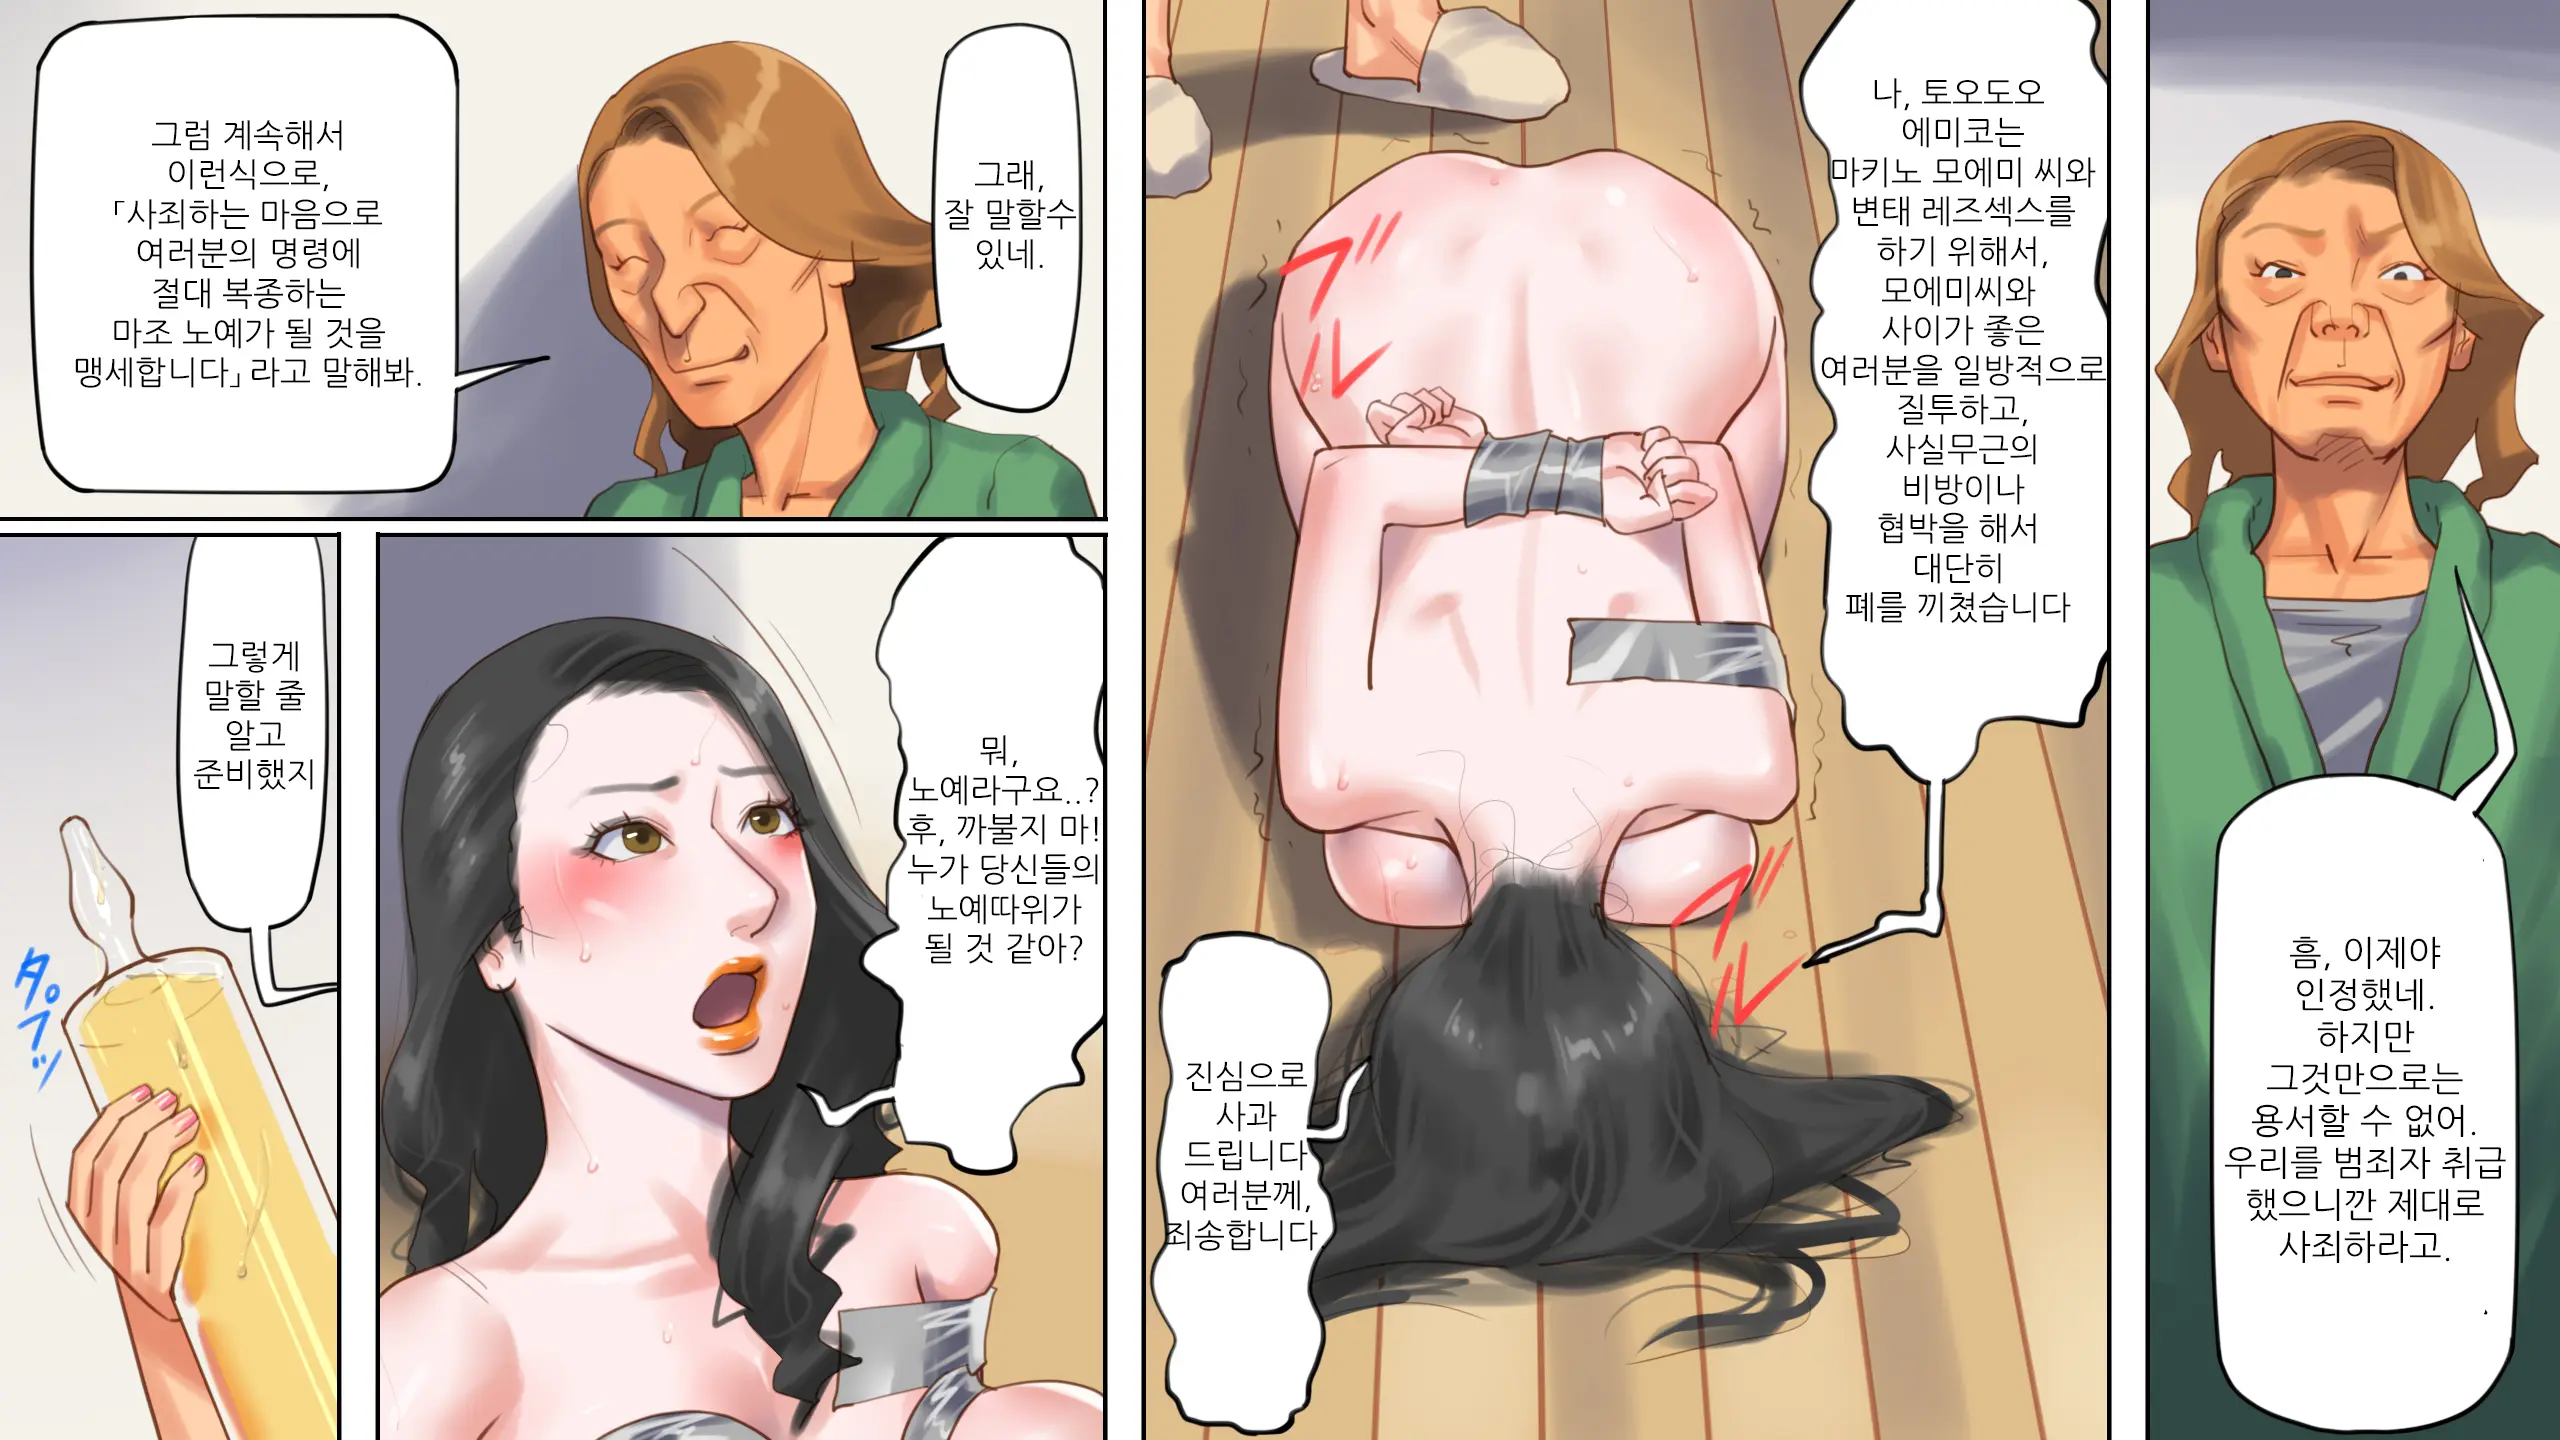 흠, 이제야
인정했네.
하지만
그것만으로는
용서할 수 없어.
우리를 범죄자 취급
했으니깐 제대로
사죄하라고.
나, 토오도오
에미코는
마키노 모에미 씨와
변태 레즈섹스를
하기 위해서,
모에미씨와
사이가 좋은
여러분을 일방적으로
질투하고,
사실무근의
비방이나
협박을 해서
대단히
폐를 끼쳤습니다
진심으로
사과
드립니다
여러분께,
죄송합니다.
그래,
잘 말할수
있네.
그럼 계속해서
이런식으로,
「사죄하는 마음으로
여러분의 명령에
절대 복종하는
마조 노예가 될 것을
맹세합니다」라고 말해봐.
뭐,
노예라구요..?
후, 까불지 마!
누가 당신들의
노예따위가
될 것 같아?
그렇게
말할 줄
알고
준비했지
タプッ